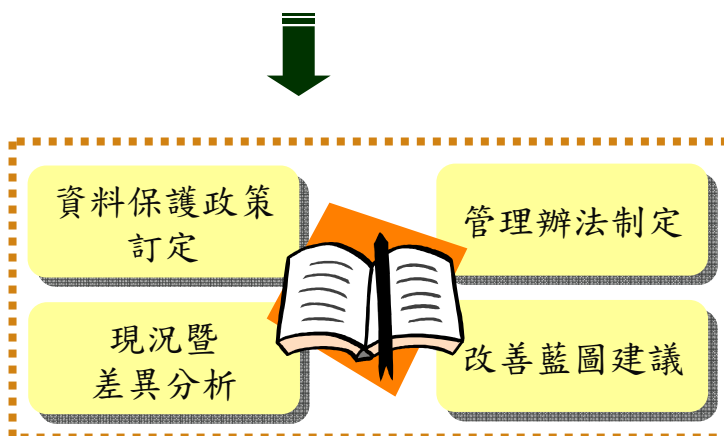 資料保護政策
訂定
管理辦法制定
現況暨
差異分析
改善藍圖建議